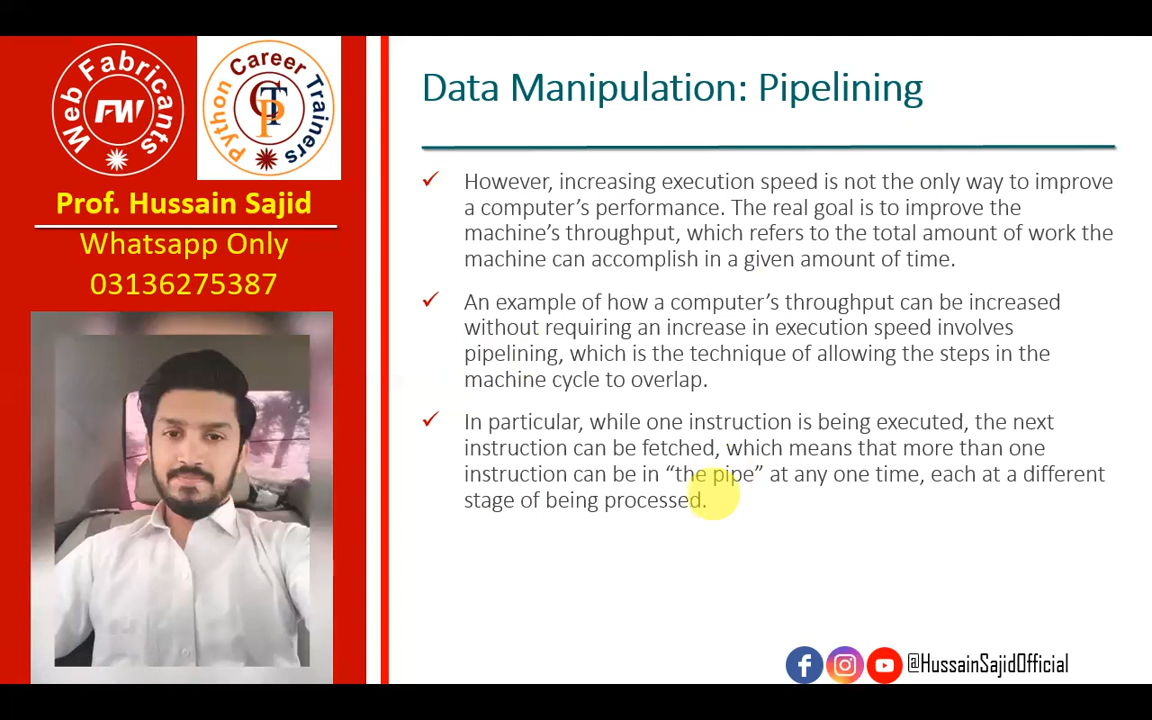 Web Fabricants
FW
Python Career Trainers
CTP
Prof. Hussain Sajid
Whatsapp Only
03136275387
Data Manipulation: Pipelining
✓ However, increasing execution speed is not the only way to improve
a computer’s performance. The real goal is to improve the
machine’s throughput, which refers to the total amount of work the
machine can accomplish in a given amount of time.
✓ An example of how a computer’s throughput can be increased
without requiring an increase in execution speed involves
pipelining, which is the technique of allowing the steps in the
machine cycle to overlap.
✓ In particular, while one instruction is being executed, the next
instruction can be fetched, which means that more than one
instruction can be in “the pipe” at any one time, each at a different
stage of being processed.
@HussainSajidOfficial